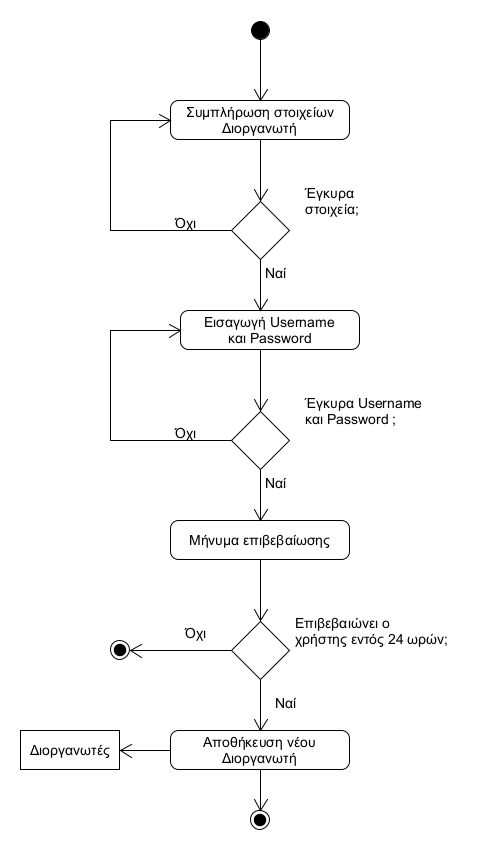 Συμπλήρωση στοιχείων
Διοργανωτή
Έγκυρα
στοιχεία;
Όχι
Ναί
Εισαγωγή Username
και Password
Έγκυρα Username
και Password ;
Όχι
Ναί
Μήνυμα επιβεβαίωσης
Επιβεβαιώνει ο
χρήστης εντός 24 ωρών;
Όχι
Ναί
Αποθήκευση νέου
Διοργανωτή
Διοργανωτές